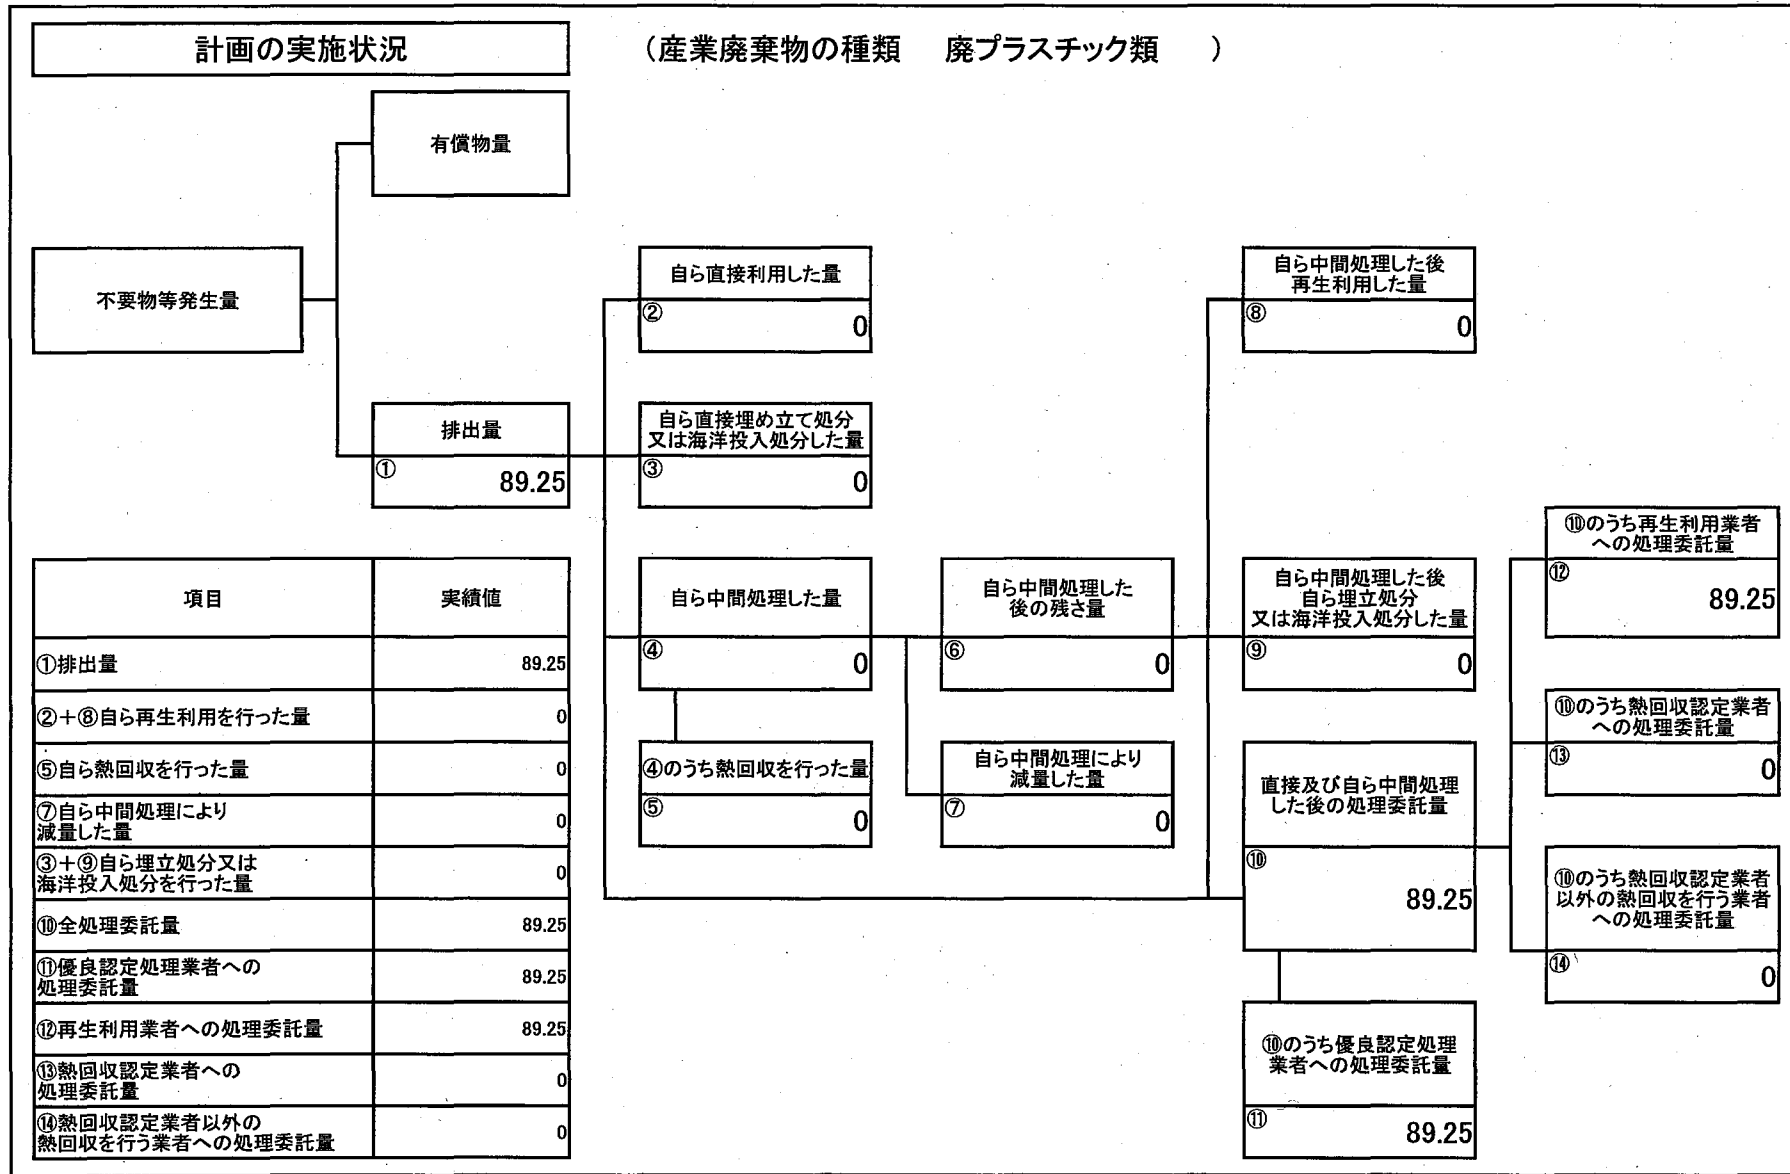 計画の実施状況
（産業廃棄物の種類　廃プラスチック類　）
有償物量
不要物等発生量
排出量
①
89.25
自ら直接利用した量
②
0
自ら直接埋め立て処分
又は海洋投入処分した量
③
0
自ら中間処理した量
④
0
④のうち熱回収を行った量
⑤
0
自ら中間処理した
後の残さ量
⑥
0
自ら中間処理により
減量した量
⑦
0
自ら中間処理した後
再生利用した量
⑧
0
自ら中間処理した後
自ら埋立処分
又は海洋投入処分した量
⑨
0
直接及び自ら中間処理
した後の処理委託量
⑩
89.25
⑩のうち優良認定処理
業者への処理委託量
⑪
89.25
⑩のうち再生利用業者
への処理委託量
⑫
89.25
⑩のうち熱回収認定業者
への処理委託量
⑬
0
⑩のうち熱回収認定業者
以外の熱回収を行う業者
への処理委託量
⑭
0
項目 実績値
①排出量 89.25
②＋⑧自ら再生利用を行った量 0
⑤自ら熱回収を行った量 0
⑦自ら中間処理により
減量した量 0
③＋⑨自ら埋立処分又は
海洋投入処分を行った量 0
⑩全処理委託量 89.25
⑪優良認定処理業者への
処理委託量 89.25
⑫再生利用業者への処理委託量 89.25
⑬熱回収認定業者への
処理委託量 0
⑭熱回収認定業者以外の
熱回収を行う業者への処理委託量 0